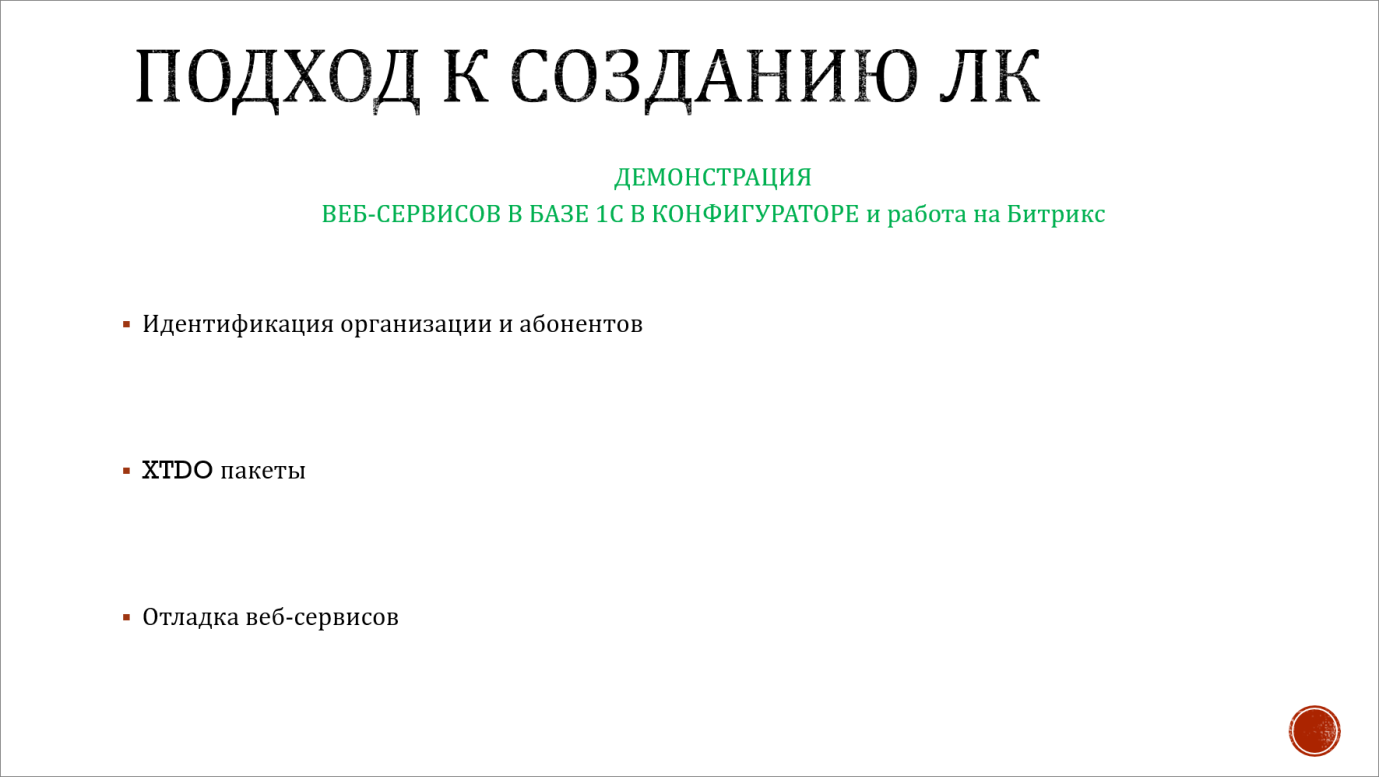 ПОДХОД К СОЗДАНИЮ ЛК
ДЕМОНСТРАЦИЯ
ВЕБ-СЕРВИСОВ В БАЗЕ 1С В КОНФИГУРАТОРЕ и работа на Битрикс
▪ Идентификация организации и абонентов
▪ XTDO пакеты
▪ Отладка веб-сервисов